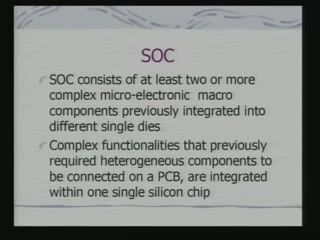 SOC
SOC consists of at least two or more
complex micro-electronic macro
components previously integrated into
different single dies
Complex functionalities that previously
required heterogeneous components to
be connected on a PCB, are integrated
within one single silicon chip